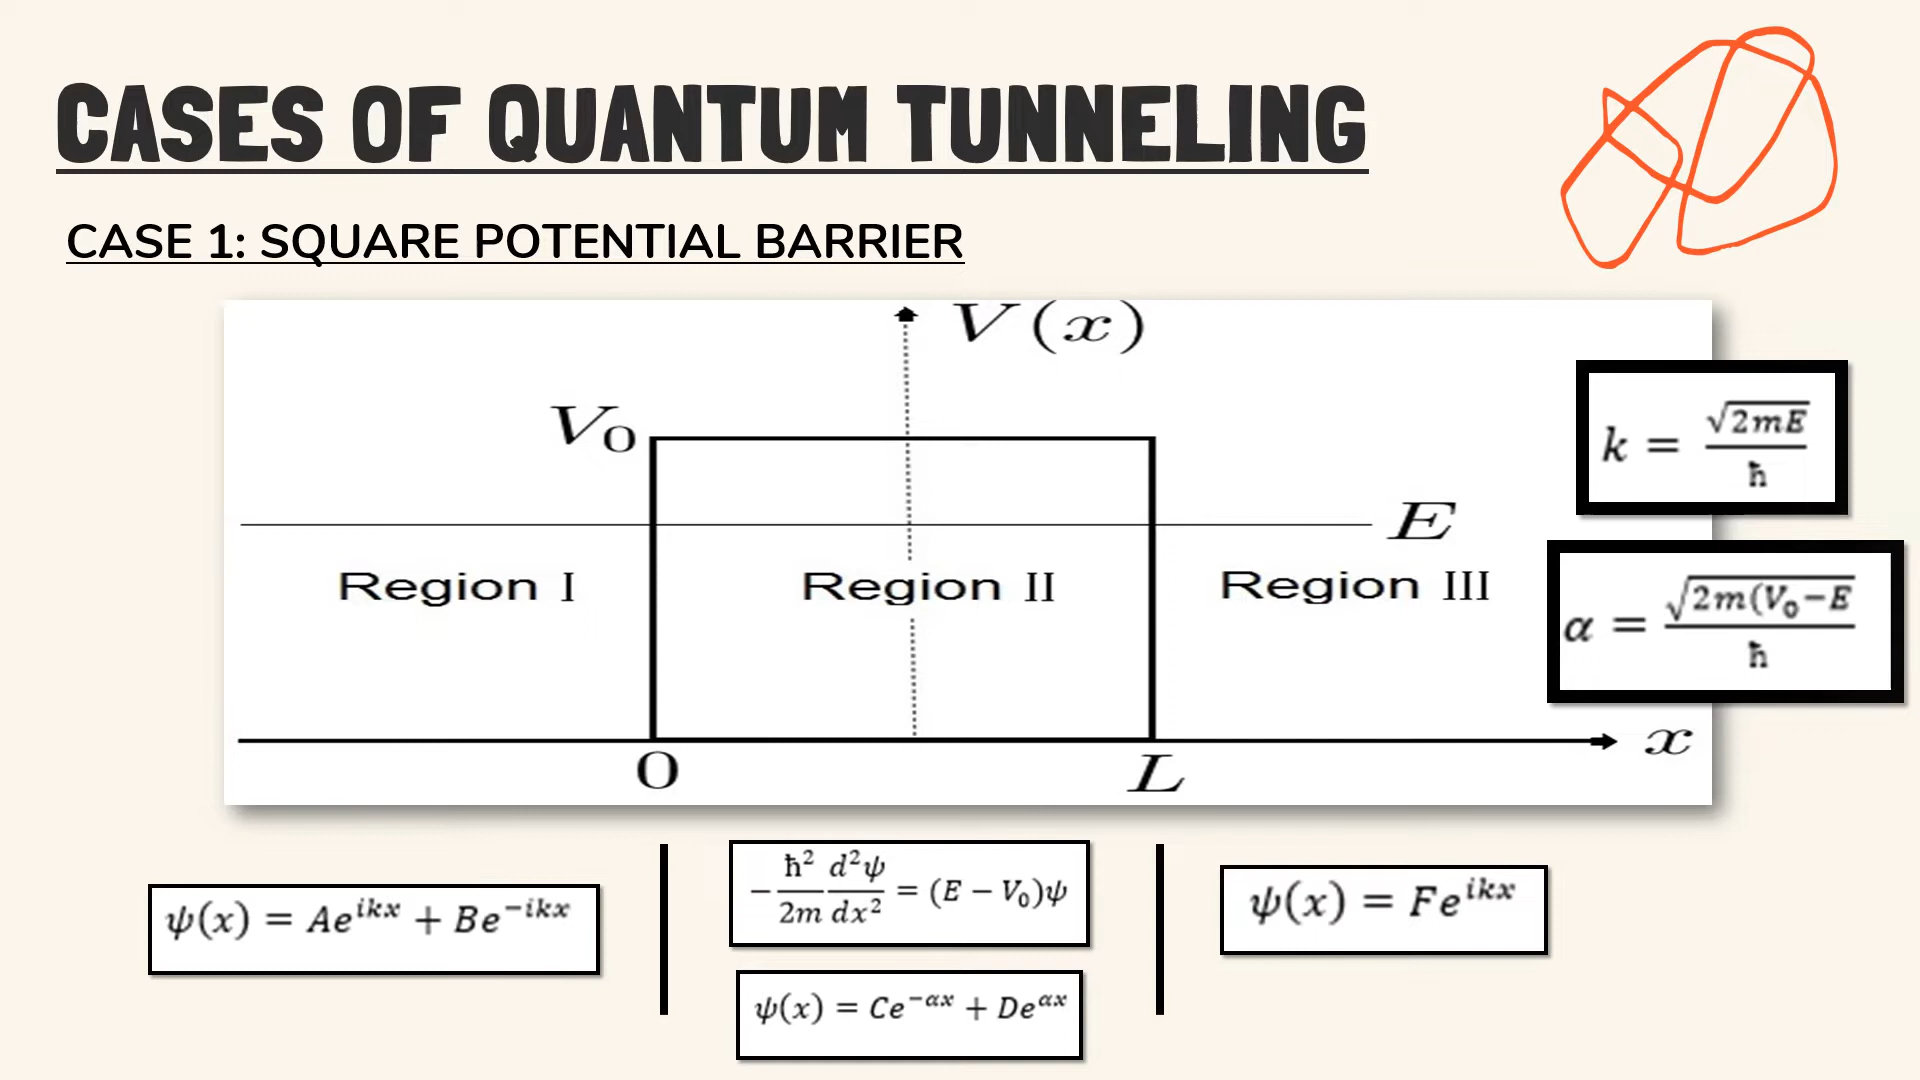 CASES OF QUANTUM TUNNELING
CASE 1: SQUARE POTENTIAL BARRIER
V(x)
V₀
E
Region I
Region II
Region III
0
L
x
k = √2mE / ħ
α = √2m(V₀−E / ħ
ψ(x) = Ae^{ikx} + Be^{−ikx}
−ħ²/2m d²ψ/dx² = (E − V₀)ψ
ψ(x) = Ce^{−αx} + De^{αx}
ψ(x) = Fe^{ikx}